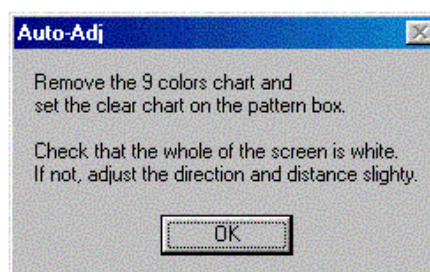 Auto-Adj
Remove the 9 colors chart and
set the clear chart on the pattern box.
Check that the whole of the screen is white.
If not, adjust the direction and distance slighty.
OK